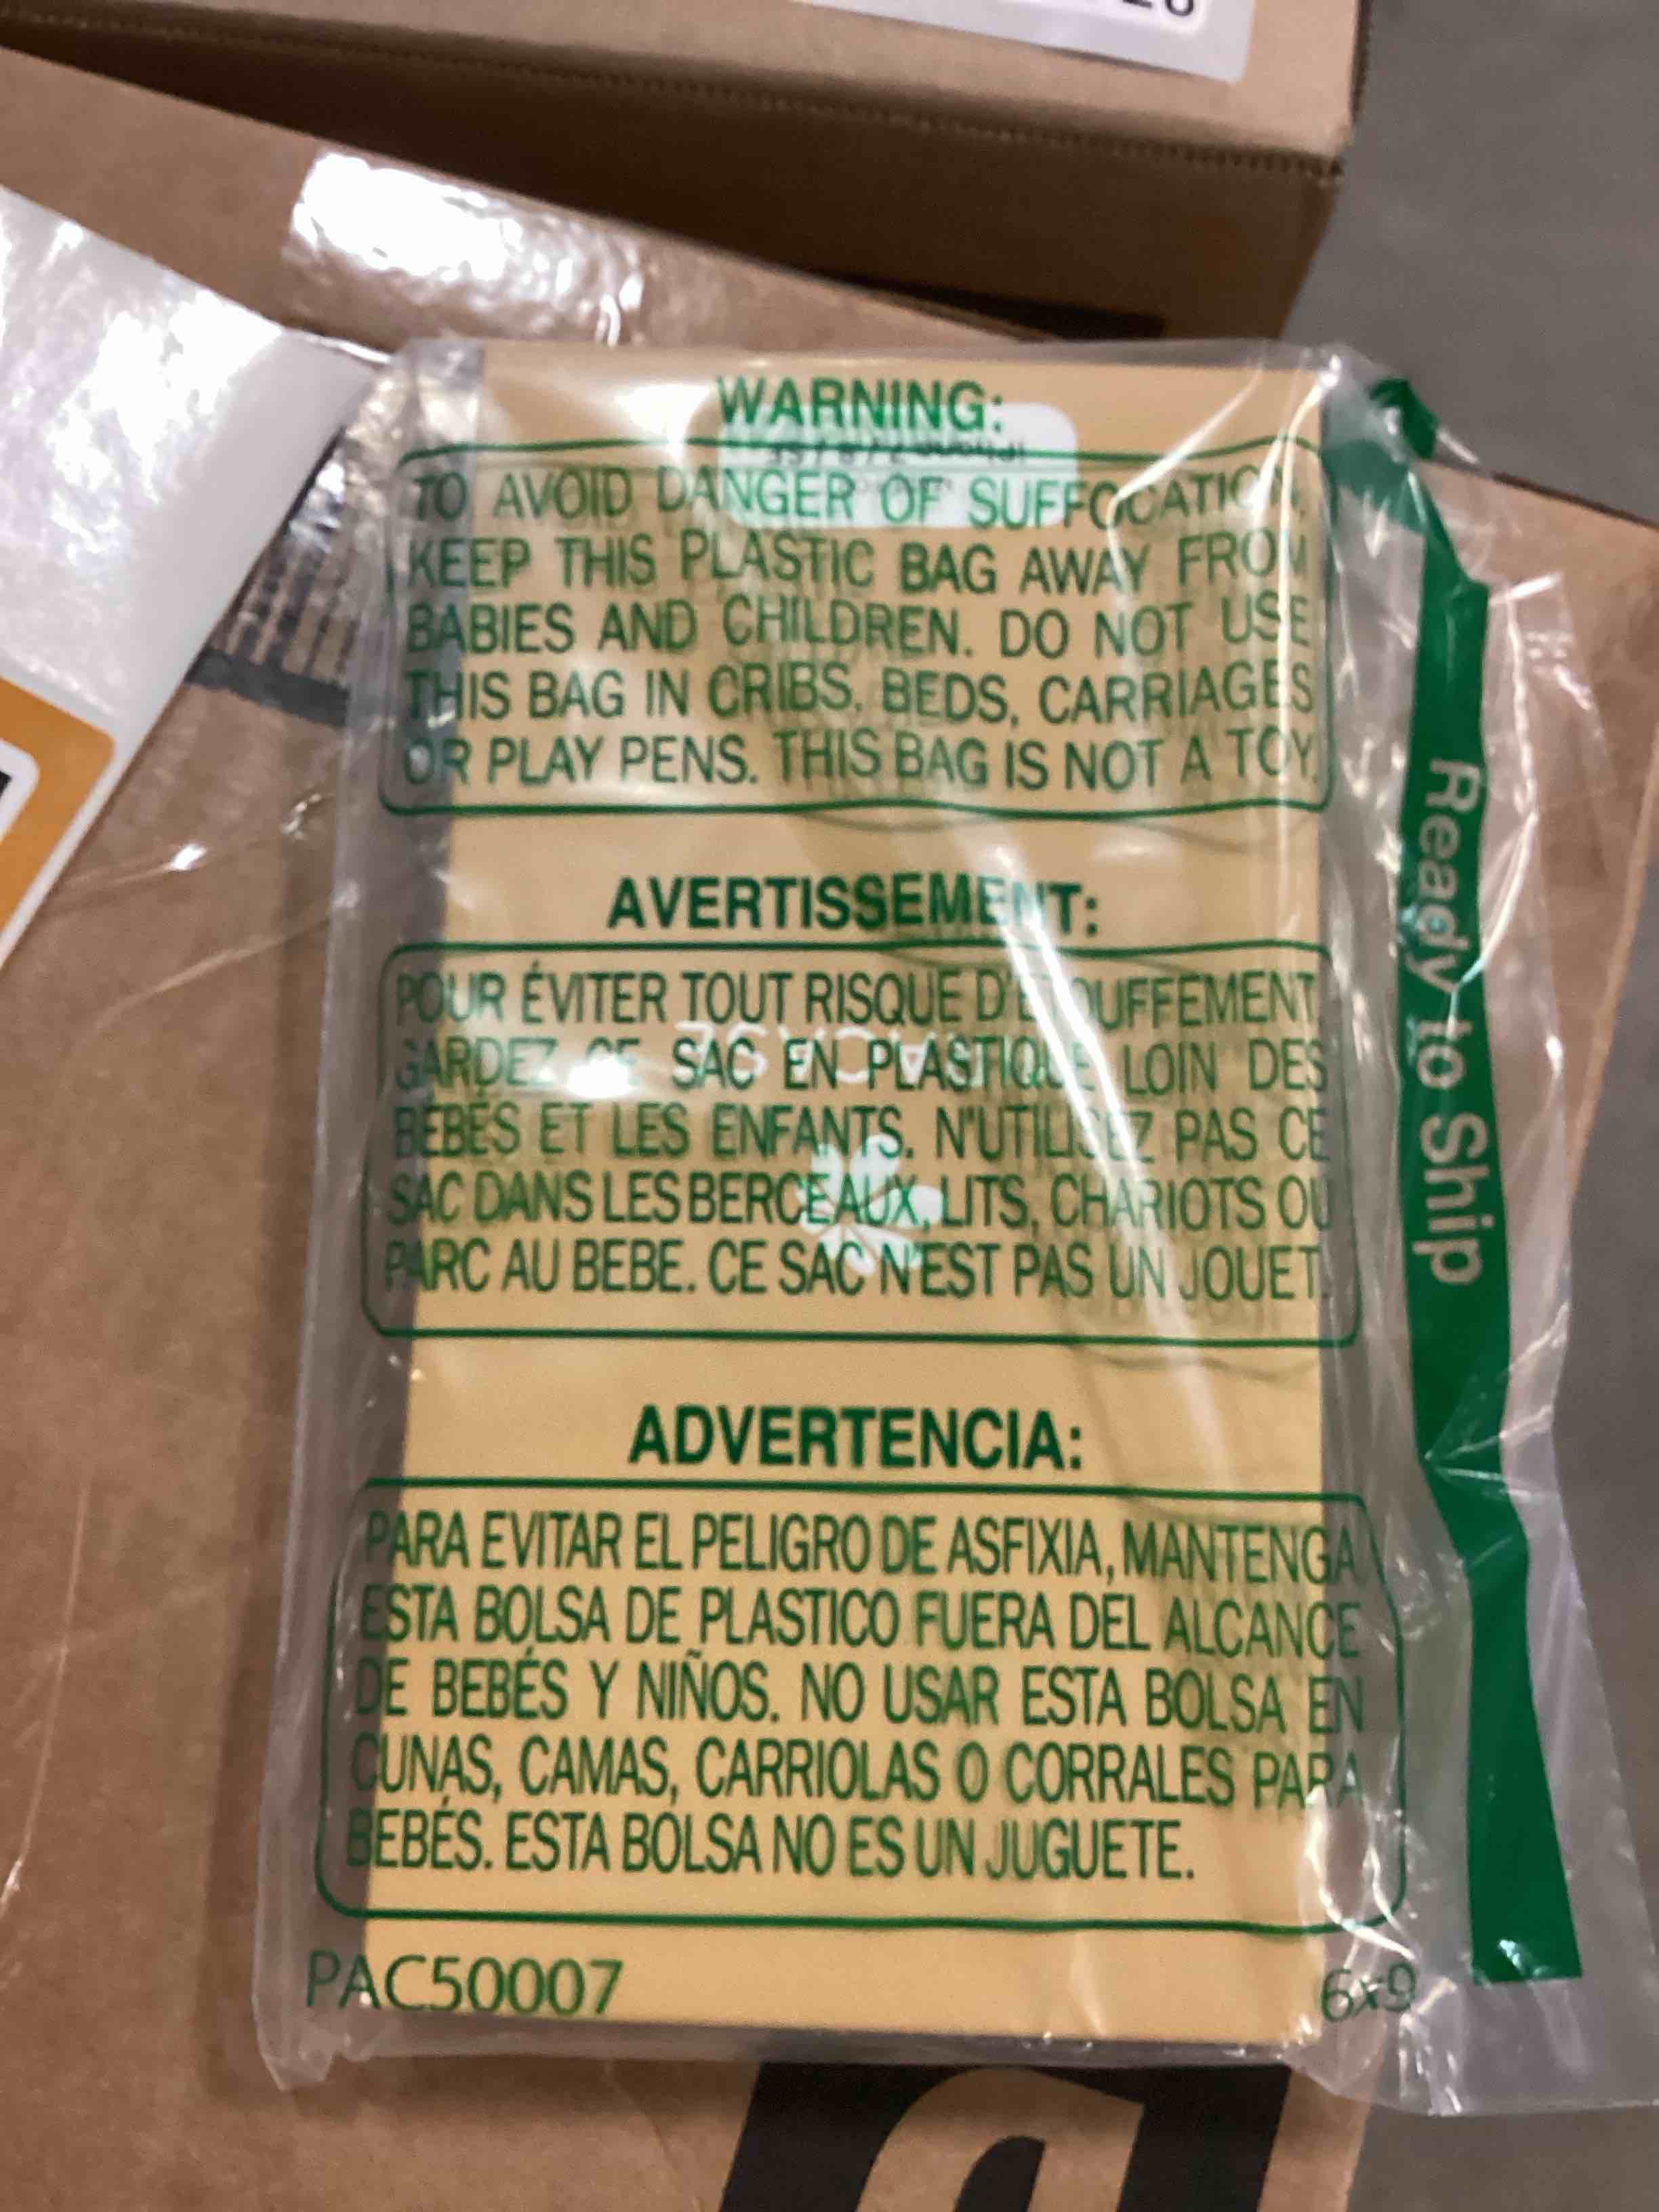 WARNING:
TO AVOID DANGER OF SUFFOCATION,
KEEP THIS PLASTIC BAG AWAY FROM
BABIES AND CHILDREN. DO NOT USE
THIS BAG IN CRIBS, BEDS, CARRIAGES
OR PLAY PENS. THIS BAG IS NOT A TOY.
AVERTISSEMENT:
POUR ÉVITER TOUT RISQUE D'ETOUFFEMENT
GARDEZ CE SAC EN PLASTIQUE LOIN DES
BÉBÉS ET LES ENFANTS. N'UTILISEZ PAS CE
SAC DANS LES BERCEAUX, LITS, CHARIOTS OU
PARC AU BEBE. CE SAC N'EST PAS UN JOUET.
ADVERTENCIA:
PARA EVITAR EL PELIGRO DE ASFIXIA, MANTENGA
ESTA BOLSA DE PLASTICO FUERA DEL ALCANCE
DE BEBÉS Y NIÑOS. NO USAR ESTA BOLSA EN
CUNAS, CAMAS, CARRIOLAS O CORRALES PARA
BEBÉS. ESTA BOLSA NO ES UN JUGUETE.
PAC50007
6x9
Ready to Ship